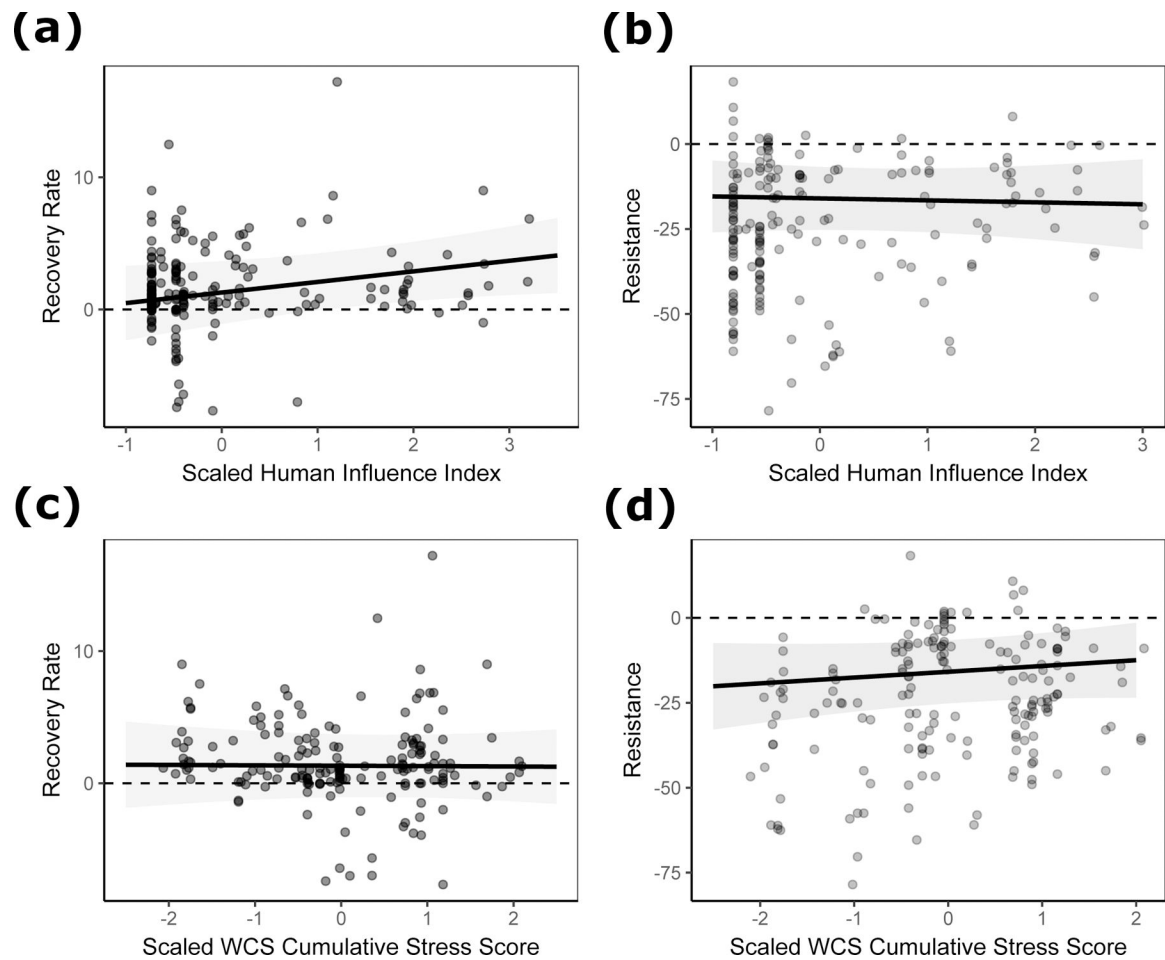 (a)
Recovery Rate
10
0
-1 0 1 2 3
Scaled Human Influence Index
(b)
Resistance
0
-25
-50
-75
-1 0 1 2 3
Scaled Human Influence Index
(c)
Recovery Rate
10
0
-2 -1 0 1 2
Scaled WCS Cumulative Stress Score
(d)
Resistance
0
-25
-50
-75
-2 -1 0 1 2
Scaled WCS Cumulative Stress Score